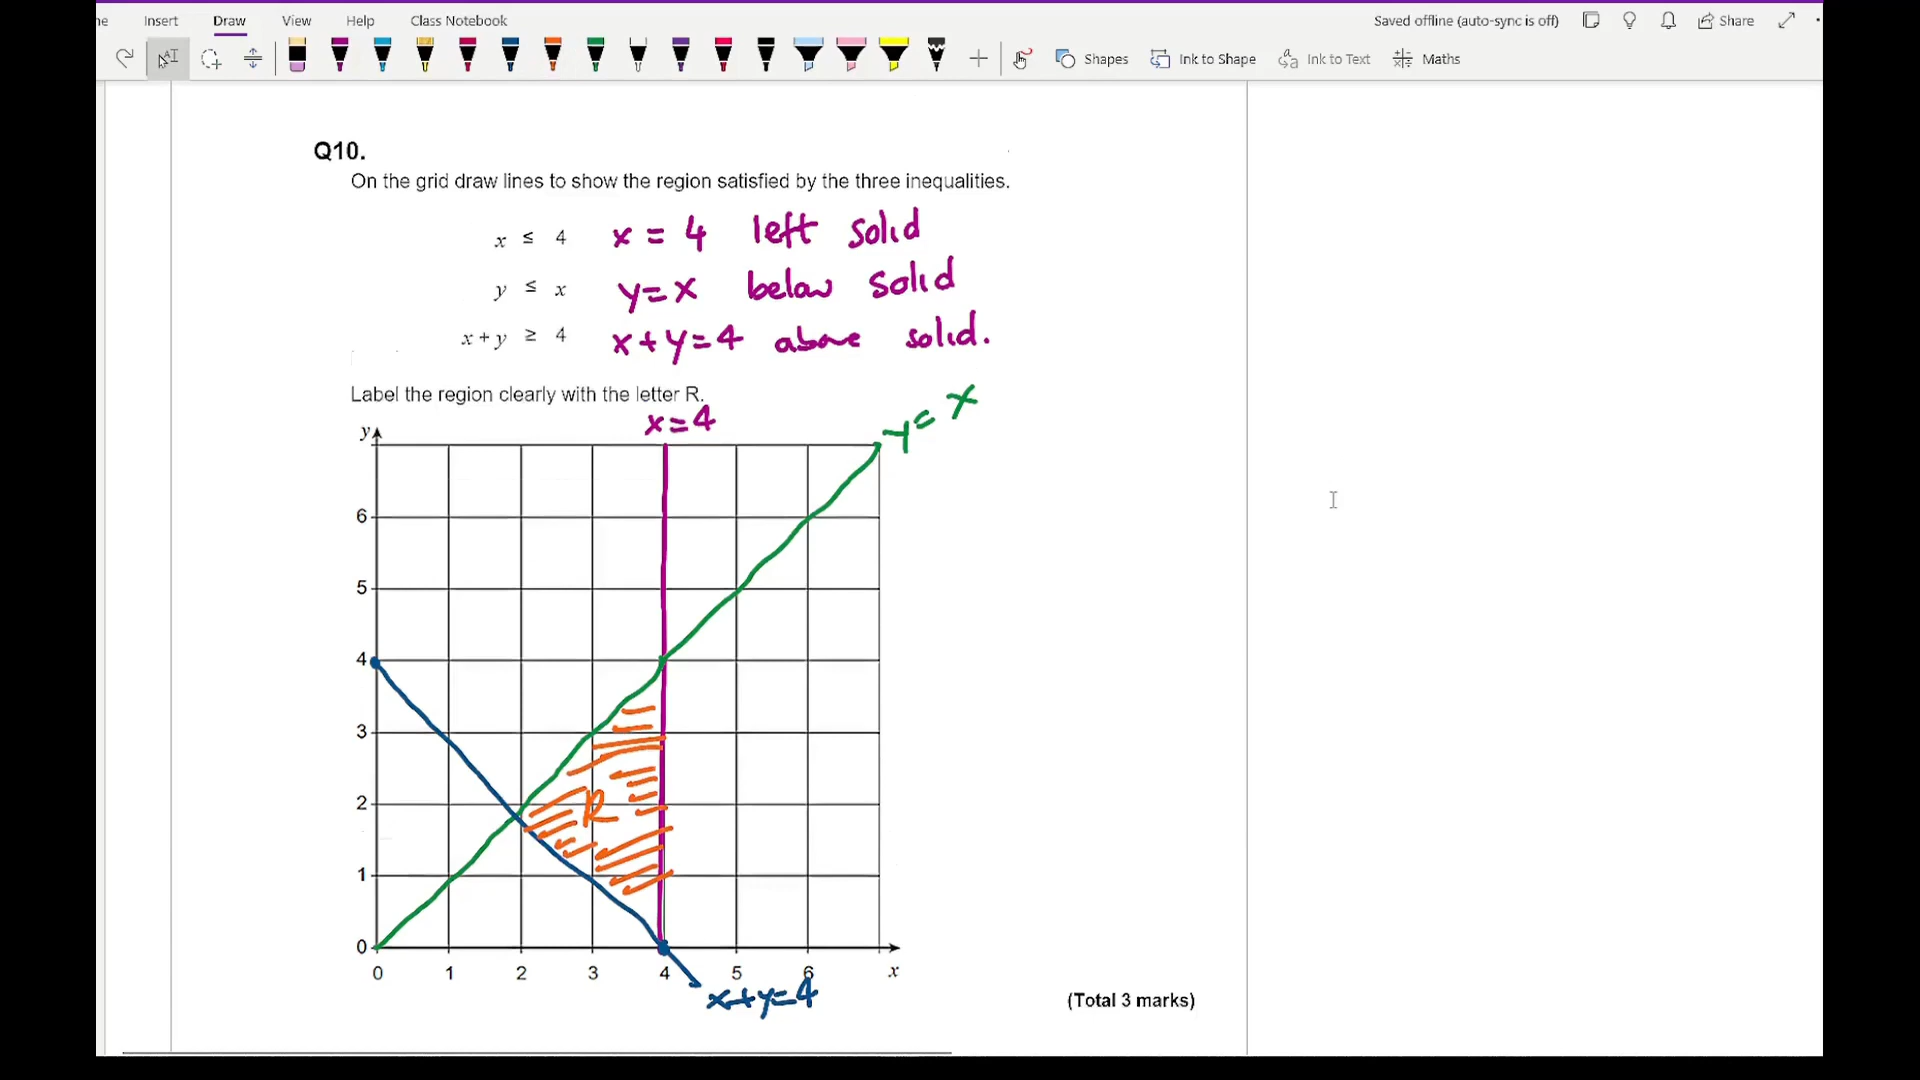 Insert Draw View Help Class Notebook Saved offline (auto-sync is off) Share
Shapes Ink to Shape Ink to Text Maths
Q10.
On the grid draw lines to show the region satisfied by the three inequalities.
x ≤ 4 x = 4 left solid
y ≤ x y=x below solid
x + y ≥ 4 x+y=4 above solid.
Label the region clearly with the letter R.
x=4
y=x
y
6
5
4
3
2
R
1
0
0 1 2 3 4 5 6 x
x+y=4
(Total 3 marks)